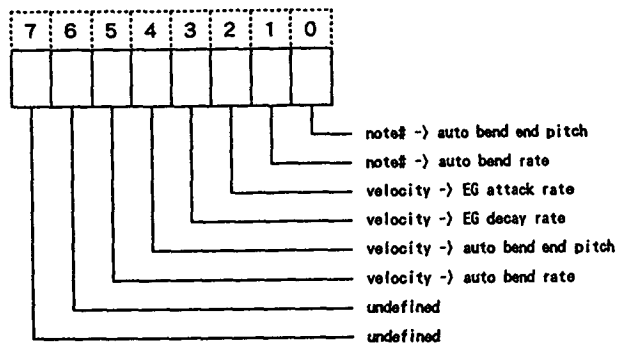 7 6 5 4 3 2 1 0
note# -> auto bend end pitch
note# -> auto bend rate
velocity -> EG attack rate
velocity -> EG decay rate
velocity -> auto bend end pitch
velocity -> auto bend rate
undefined
undefined